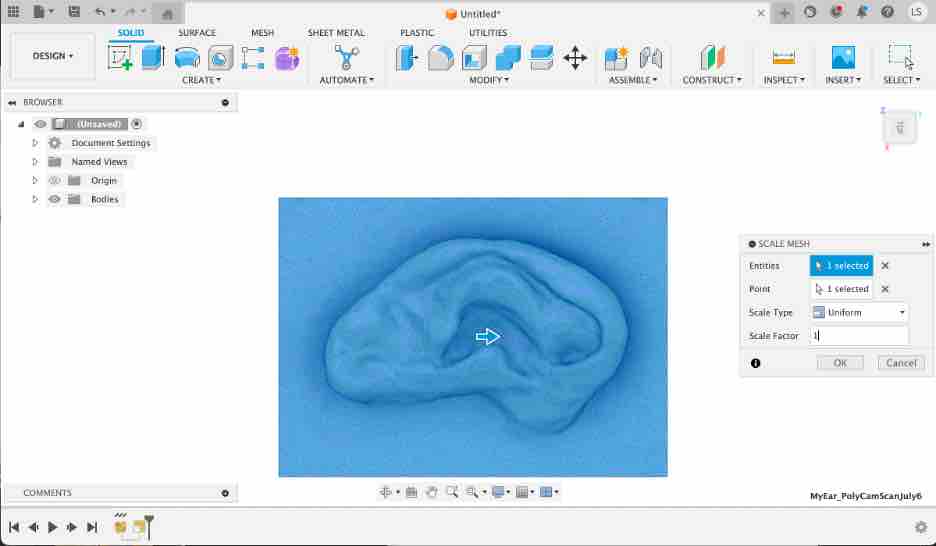 Untitled*
LS
DESIGN
SOLID SURFACE MESH SHEET METAL PLASTIC UTILITIES
CREATE AUTOMATE MODIFY ASSEMBLE CONSTRUCT INSPECT INSERT SELECT
BROWSER
(Unsaved)
Document Settings
Named Views
Origin
Bodies
Z
SCALE MESH
Entities 1 selected
Point 1 selected
Scale Type Uniform
Scale Factor 1
OK Cancel
COMMENTS
MyEar_PolyCamScanJuly6